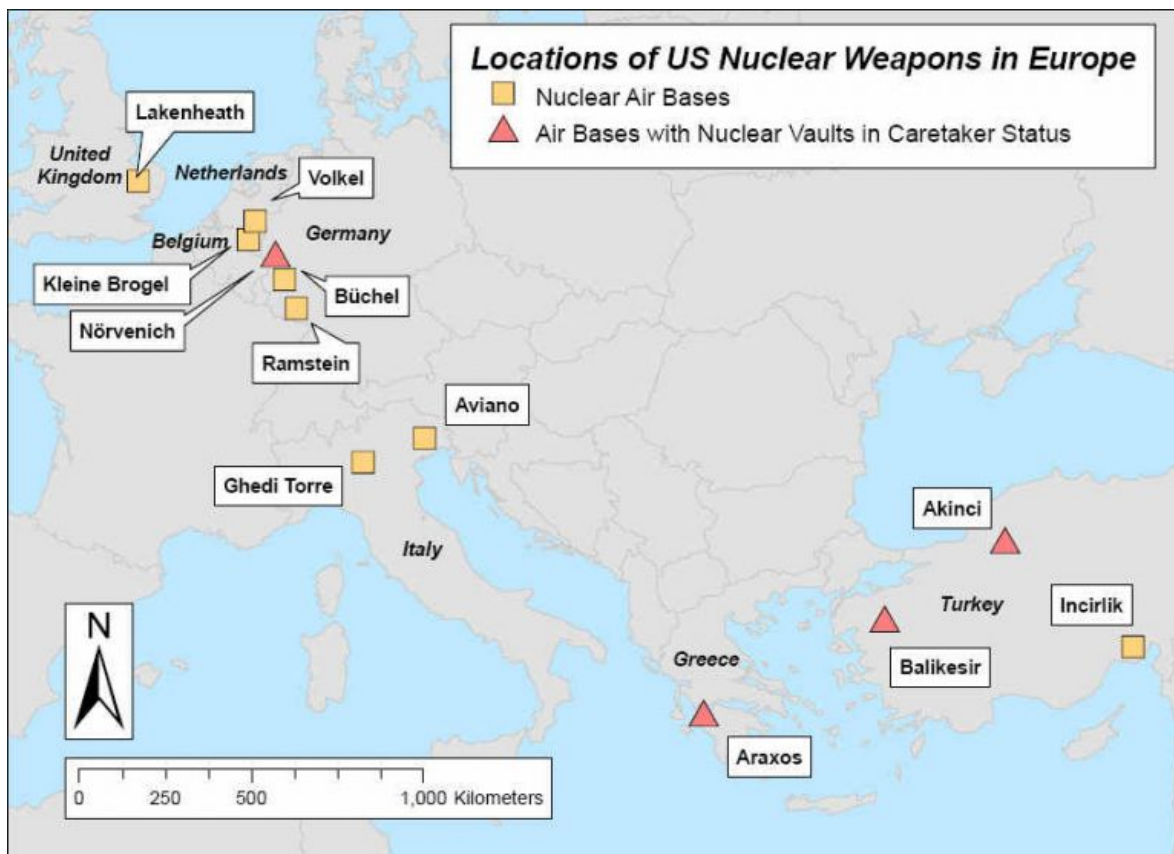 Locations of US Nuclear Weapons in Europe
Nuclear Air Bases
Air Bases with Nuclear Vaults in Caretaker Status
Lakenheath
United
Kingdom
Netherlands
Volkel
Belgium
Germany
Kleine Brogel
Büchel
Nörvenich
Ramstein
Aviano
Ghedi Torre
Italy
Akinci
Turkey
Incirlik
Balikesir
Greece
Araxos
N
0 250 500 1,000 Kilometers